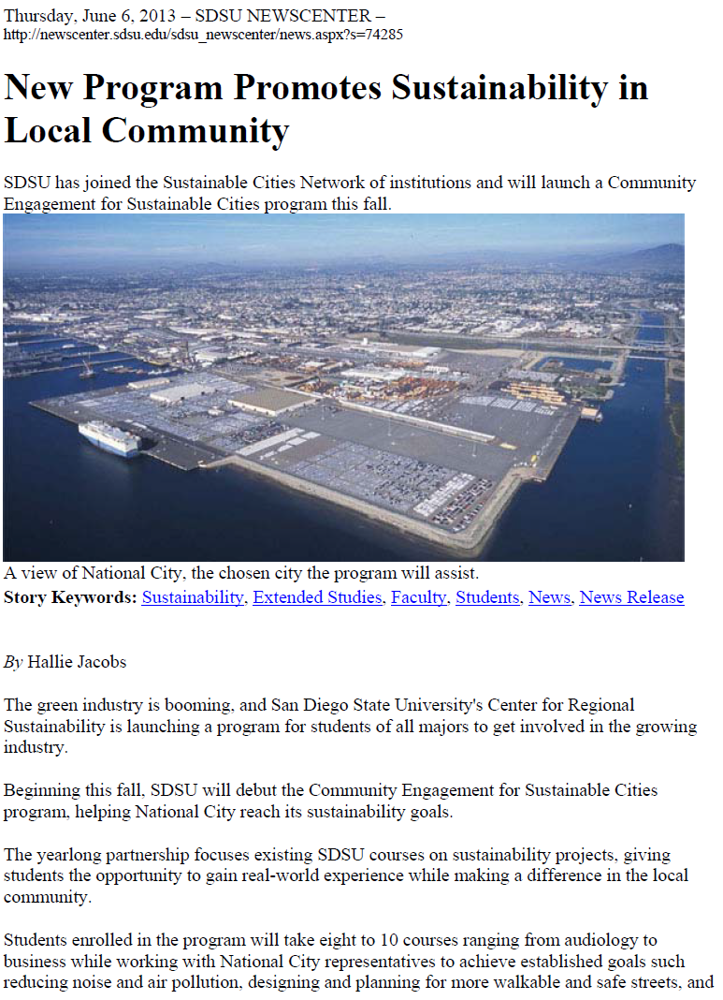 Thursday, June 6, 2013 – SDSU NEWSCENTER –
http://newscenter.sdsu.edu/sdsu_newscenter/news.aspx?s=74285
New Program Promotes Sustainability in
Local Community
SDSU has joined the Sustainable Cities Network of institutions and will launch a Community
Engagement for Sustainable Cities program this fall.
A view of National City, the chosen city the program will assist.
Story Keywords: Sustainability, Extended Studies, Faculty, Students, News, News Release
By Hallie Jacobs
The green industry is booming, and San Diego State University's Center for Regional
Sustainability is launching a program for students of all majors to get involved in the growing
industry.
Beginning this fall, SDSU will debut the Community Engagement for Sustainable Cities
program, helping National City reach its sustainability goals.
The yearlong partnership focuses existing SDSU courses on sustainability projects, giving
students the opportunity to gain real-world experience while making a difference in the local
community.
Students enrolled in the program will take eight to 10 courses ranging from audiology to
business while working with National City representatives to achieve established goals such
reducing noise and air pollution, designing and planning for more walkable and safe streets, and